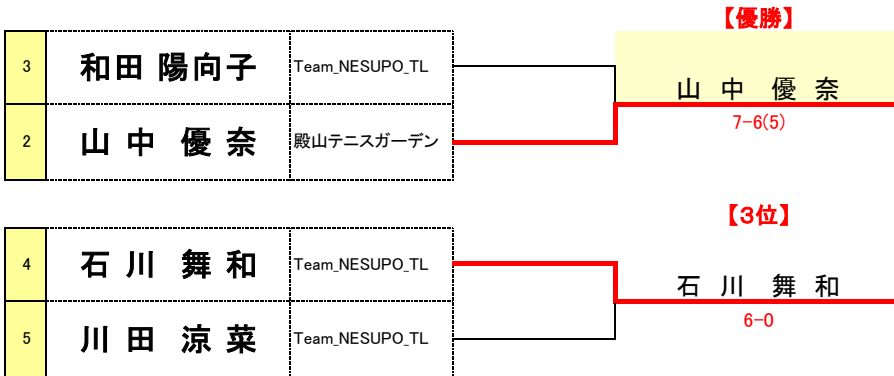 【優勝】
3 和田 陽向子 Team_NESUPO_TL
山 中 優 奈
7-6(5)
2 山 中 優 奈 殿山テニスガーデン
【3位】
4 石 川 舞 和 Team_NESUPO_TL
石 川 舞 和
6-0
5 川 田 涼 菜 Team_NESUPO_TL